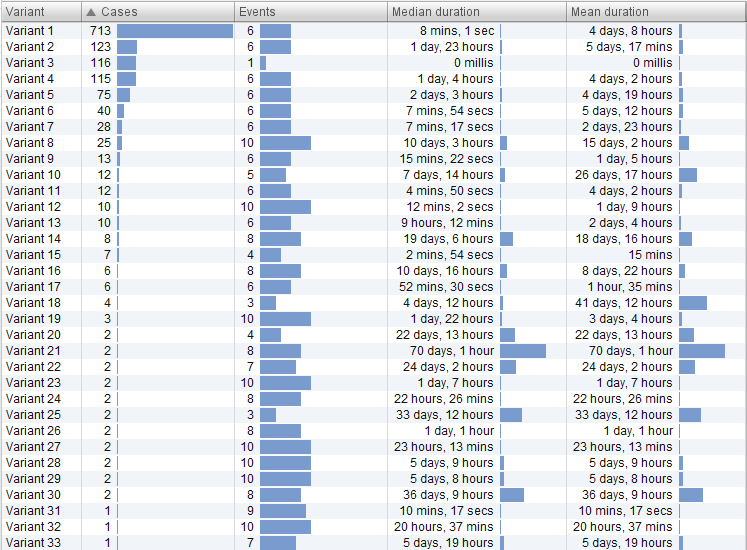 Variant Cases Events Median duration Mean duration
Variant 1 713 6 8 mins, 1 sec 4 days, 8 hours
Variant 2 123 6 1 day, 23 hours 5 days, 17 mins
Variant 3 116 1 0 millis 0 millis
Variant 4 115 6 1 day, 4 hours 4 days, 2 hours
Variant 5 75 6 2 days, 3 hours 4 days, 19 hours
Variant 6 40 6 7 mins, 54 secs 5 days, 12 hours
Variant 7 28 6 7 mins, 17 secs 2 days, 23 hours
Variant 8 25 10 10 days, 3 hours 15 days, 2 hours
Variant 9 13 6 15 mins, 22 secs 1 day, 5 hours
Variant 10 12 5 7 days, 14 hours 26 days, 17 hours
Variant 11 12 6 4 mins, 50 secs 4 days, 2 hours
Variant 12 10 10 12 mins, 2 secs 1 day, 9 hours
Variant 13 10 6 9 hours, 12 mins 2 days, 4 hours
Variant 14 8 8 19 days, 6 hours 18 days, 16 hours
Variant 15 7 4 2 mins, 54 secs 15 mins
Variant 16 6 8 10 days, 16 hours 8 days, 22 hours
Variant 17 6 6 52 mins, 30 secs 1 hour, 35 mins
Variant 18 4 3 4 days, 12 hours 41 days, 12 hours
Variant 19 3 10 1 day, 22 hours 3 days, 4 hours
Variant 20 2 4 22 days, 13 hours 22 days, 13 hours
Variant 21 2 8 70 days, 1 hour 70 days, 1 hour
Variant 22 2 7 24 days, 2 hours 24 days, 2 hours
Variant 23 2 10 1 day, 7 hours 1 day, 7 hours
Variant 24 2 8 22 hours, 26 mins 22 hours, 26 mins
Variant 25 2 3 33 days, 12 hours 33 days, 12 hours
Variant 26 2 8 1 day, 1 hour 1 day, 1 hour
Variant 27 2 10 23 hours, 13 mins 23 hours, 13 mins
Variant 28 2 10 5 days, 9 hours 5 days, 9 hours
Variant 29 2 10 5 days, 8 hours 5 days, 8 hours
Variant 30 2 8 36 days, 9 hours 36 days, 9 hours
Variant 31 1 9 10 mins, 17 secs 10 mins, 17 secs
Variant 32 1 10 20 hours, 37 mins 20 hours, 37 mins
Variant 33 1 7 5 days, 19 hours 5 days, 19 hours